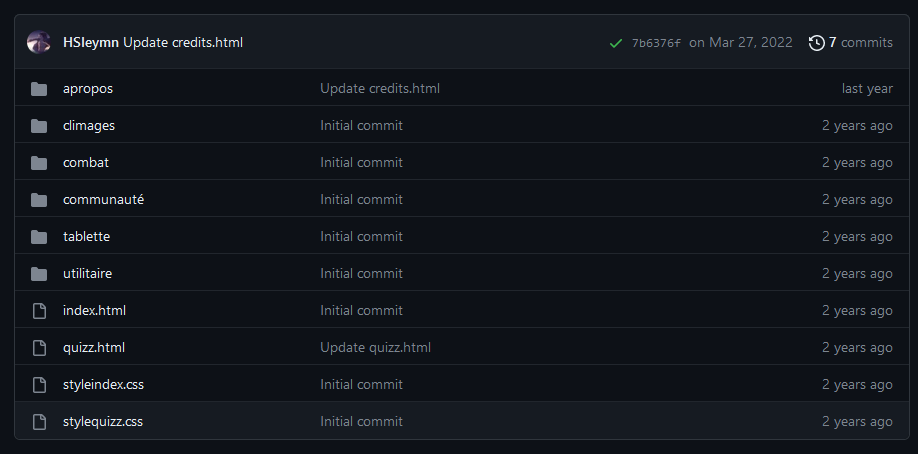 HSleymn Update credits.html 7b6376f on Mar 27, 2022 7 commits
apropos Update credits.html last year
climages Initial commit 2 years ago
combat Initial commit 2 years ago
communauté Initial commit 2 years ago
tablette Initial commit 2 years ago
utilitaire Initial commit 2 years ago
index.html Initial commit 2 years ago
quizz.html Update quizz.html 2 years ago
styleindex.css Initial commit 2 years ago
stylequizz.css Initial commit 2 years ago